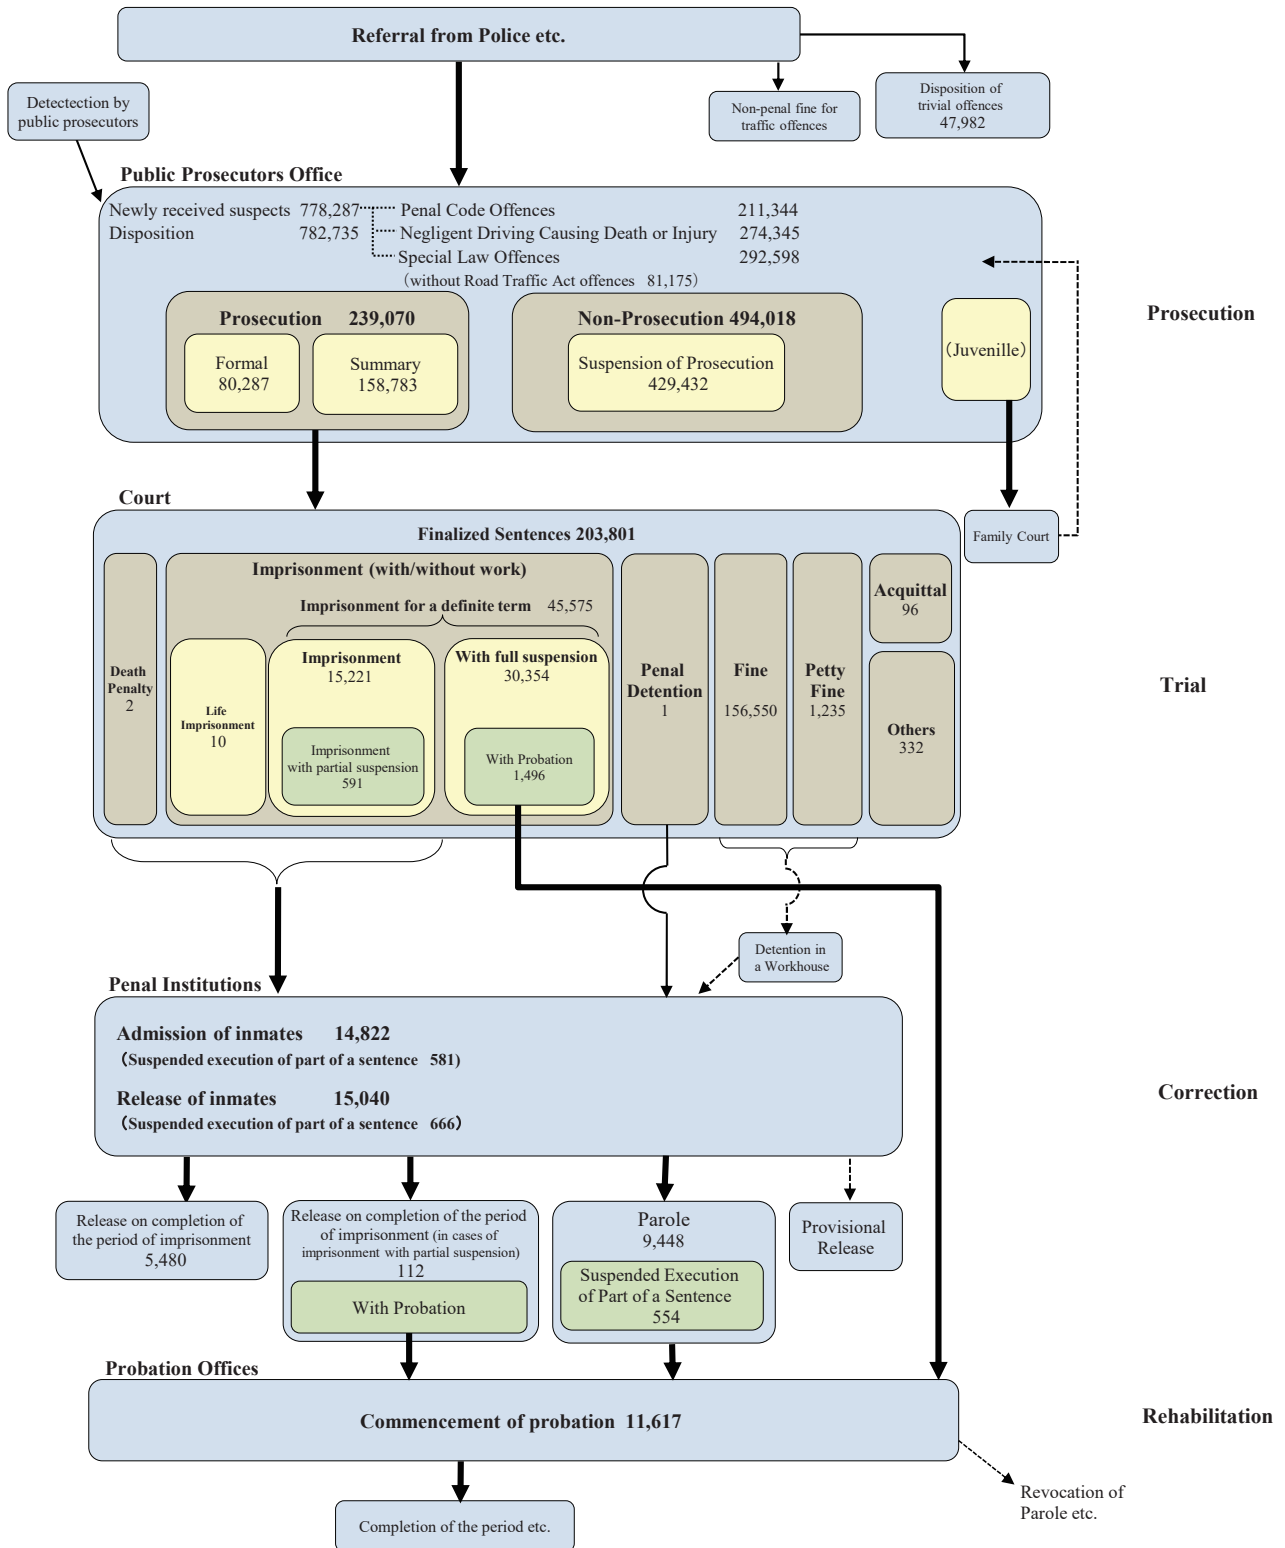 Referral from Police etc.
Detectection by
public prosecutors
Non-penal fine for
traffic offences
Disposition of
trivial offences
47,982
Public Prosecutors Office
Newly received suspects 778,287
Disposition 782,735
Penal Code Offences 211,344
Negligent Driving Causing Death or Injury 274,345
Special Law Offences 292,598
(without Road Traffic Act offences 81,175)
Prosecution 239,070
Formal
80,287
Summary
158,783
Non-Prosecution 494,018
Suspension of Prosecution
429,432
(Juvenille)
Prosecution
Court
Finalized Sentences 203,801
Family Court
Death
Penalty
2
Imprisonment (with/without work)
Imprisonment for a definite term 45,575
Life
Imprisonment
10
Imprisonment
15,221
Imprisonment
with partial suspension
591
With full suspension
30,354
With Probation
1,496
Penal
Detention
1
Fine
156,550
Petty
Fine
1,235
Acquittal
96
Others
332
Trial
Detention in
a Workhouse
Penal Institutions
Admission of inmates 14,822
(Suspended execution of part of a sentence 581)
Release of inmates 15,040
(Suspended execution of part of a sentence 666)
Correction
Release on completion of
the period of imprisonment
5,480
Release on completion of the period
of imprisonment (in cases of
imprisonment with partial suspension)
112
With Probation
Parole
9,448
Suspended Execution
of Part of a Sentence
554
Provisional
Release
Probation Offices
Commencement of probation 11,617
Rehabilitation
Revocation of
Parole etc.
Completion of the period etc.